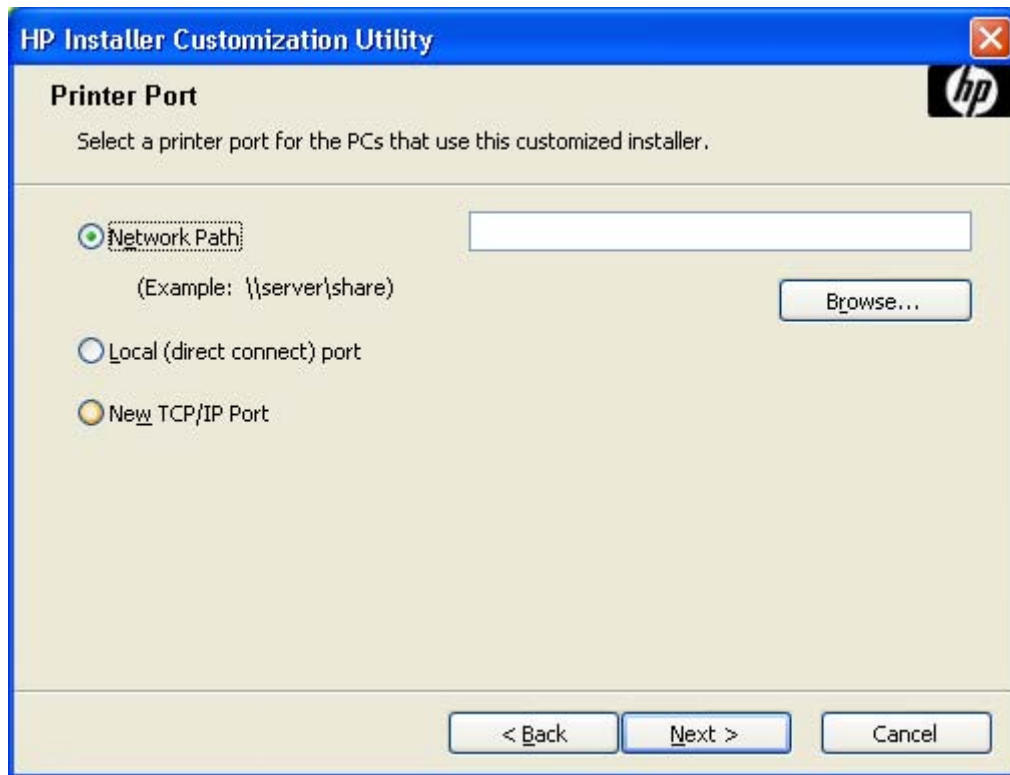 HP Installer Customization Utility
hp
Printer Port
Select a printer port for the PCs that use this customized installer.
Network Path
(Example: \\server\share)
Browse...
Local (direct connect) port
New TCP/IP Port
< Back
Next >
Cancel